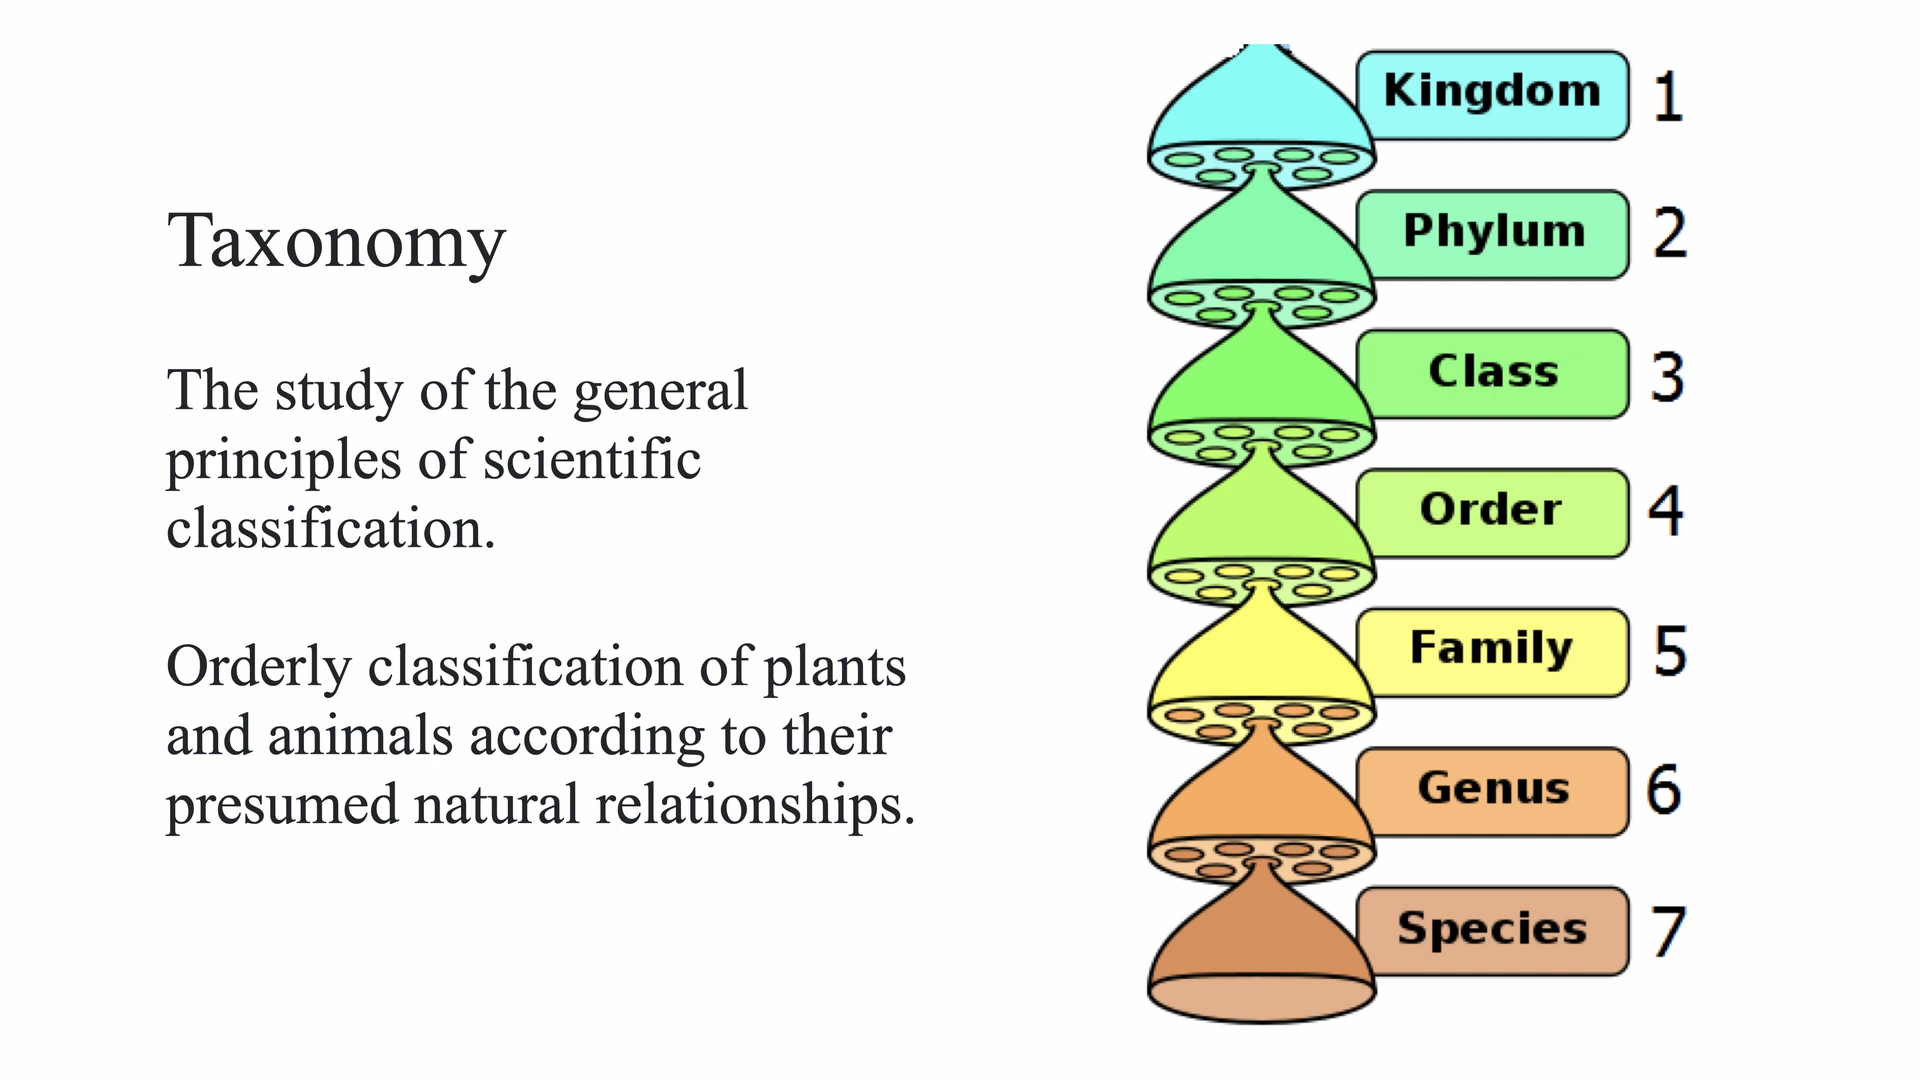 Taxonomy
The study of the general
principles of scientific
classification.
Orderly classification of plants
and animals according to their
presumed natural relationships.
Kingdom 1
Phylum 2
Class 3
Order 4
Family 5
Genus 6
Species 7